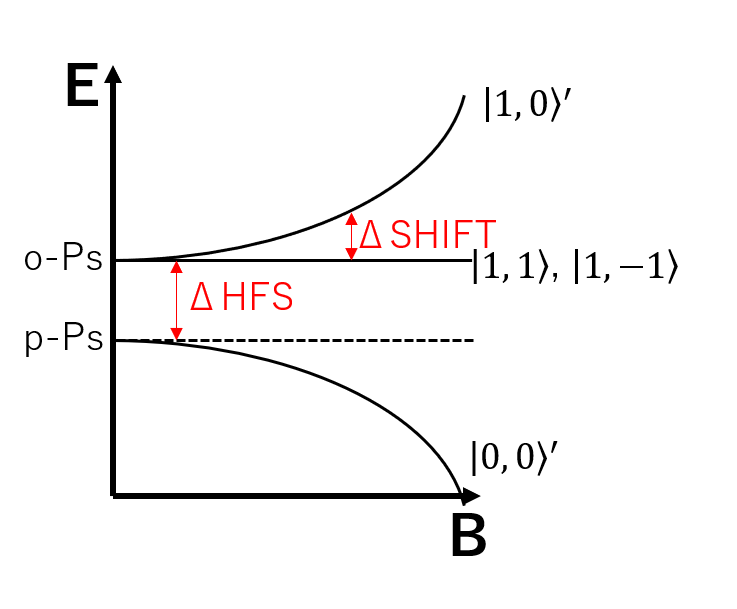 E
|1, 0⟩′
Δ SHIFT
o-Ps
|1, 1⟩, |1, −1⟩
Δ HFS
p-Ps
|0, 0⟩′
B